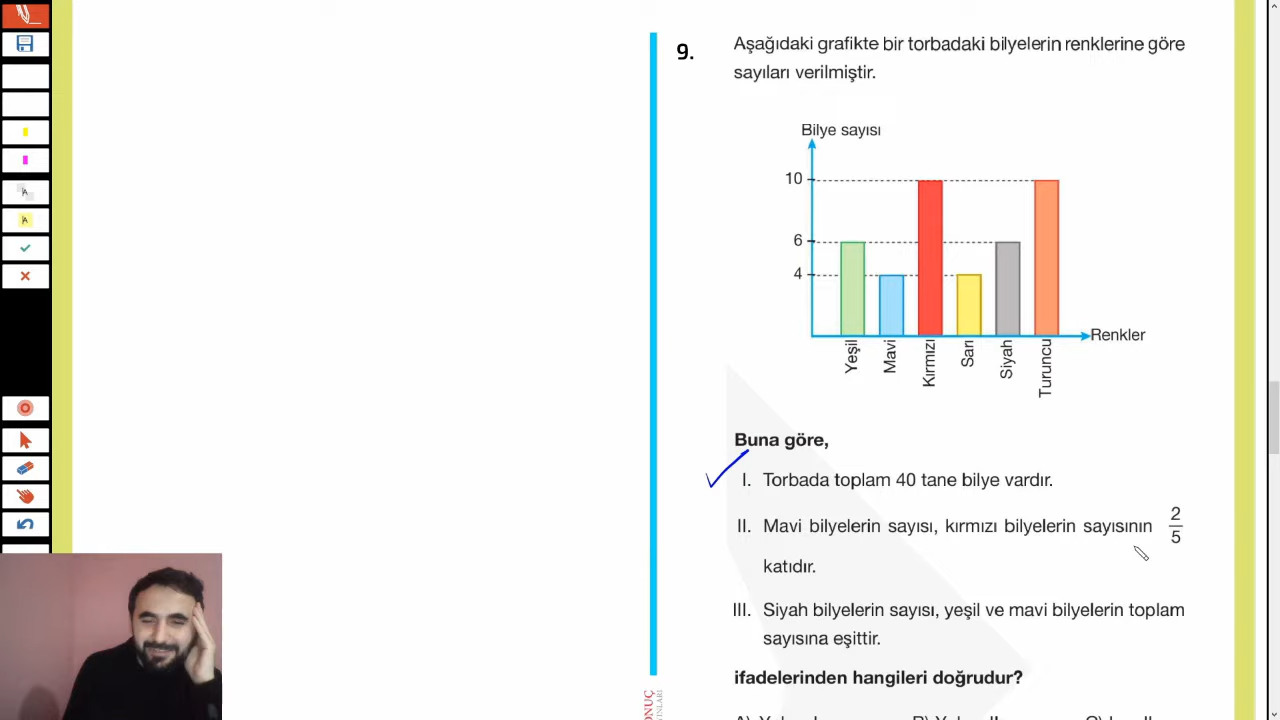 9.
Aşağıdaki grafikte bir torbadaki bilyelerin renklerine göre
sayıları verilmiştir.
Bilye sayısı
10
6
4
Renkler
Yeşil
Mavi
Kırmızı
Sarı
Siyah
Turuncu
Buna göre,
I. Torbada toplam 40 tane bilye vardır.
II. Mavi bilyelerin sayısı, kırmızı bilyelerin sayısının 2/5
katıdır.
III. Siyah bilyelerin sayısı, yeşil ve mavi bilyelerin toplam
sayısına eşittir.
ifadelerinden hangileri doğrudur?